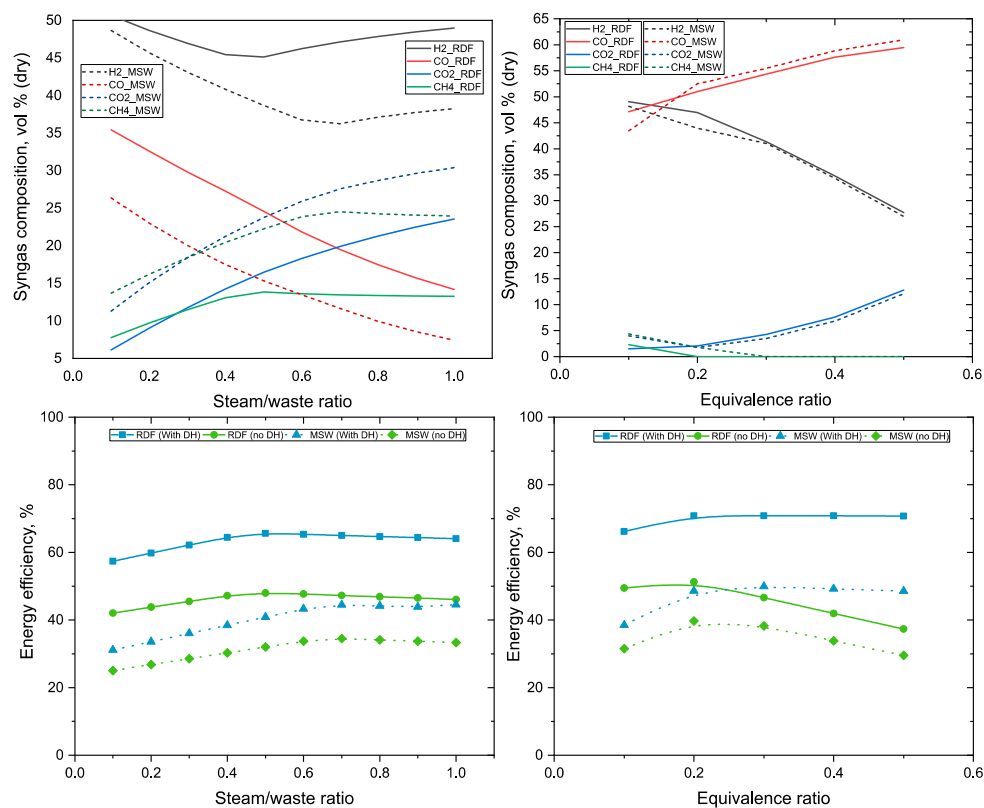 Syngas composition, vol % (dry)
50
45
40
35
30
25
20
15
10
5
H2_RDF
CO_RDF
CO2_RDF
CH4_RDF
H2_MSW
CO_MSW
CO2_MSW
CH4_MSW
0.0 0.2 0.4 0.6 0.8 1.0
Steam/waste ratio
Syngas composition, vol % (dry)
65
60
55
50
45
40
35
30
25
20
15
10
5
0
H2_RDF H2_MSW
CO_RDF CO_MSW
CO2_RDF CO2_MSW
CH4_RDF CH4_MSW
0.0 0.2 0.4 0.6
Equivalence ratio
Energy efficiency, %
100
80
60
40
20
0
RDF (With DH) RDF (no DH) MSW (With DH) MSW (no DH)
0.0 0.2 0.4 0.6 0.8 1.0
Steam/waste ratio
Energy efficiency, %
100
80
60
40
20
0
RDF (With DH) RDF (no DH) MSW (With DH) MSW (no DH)
0.0 0.2 0.4 0.6
Equivalence ratio